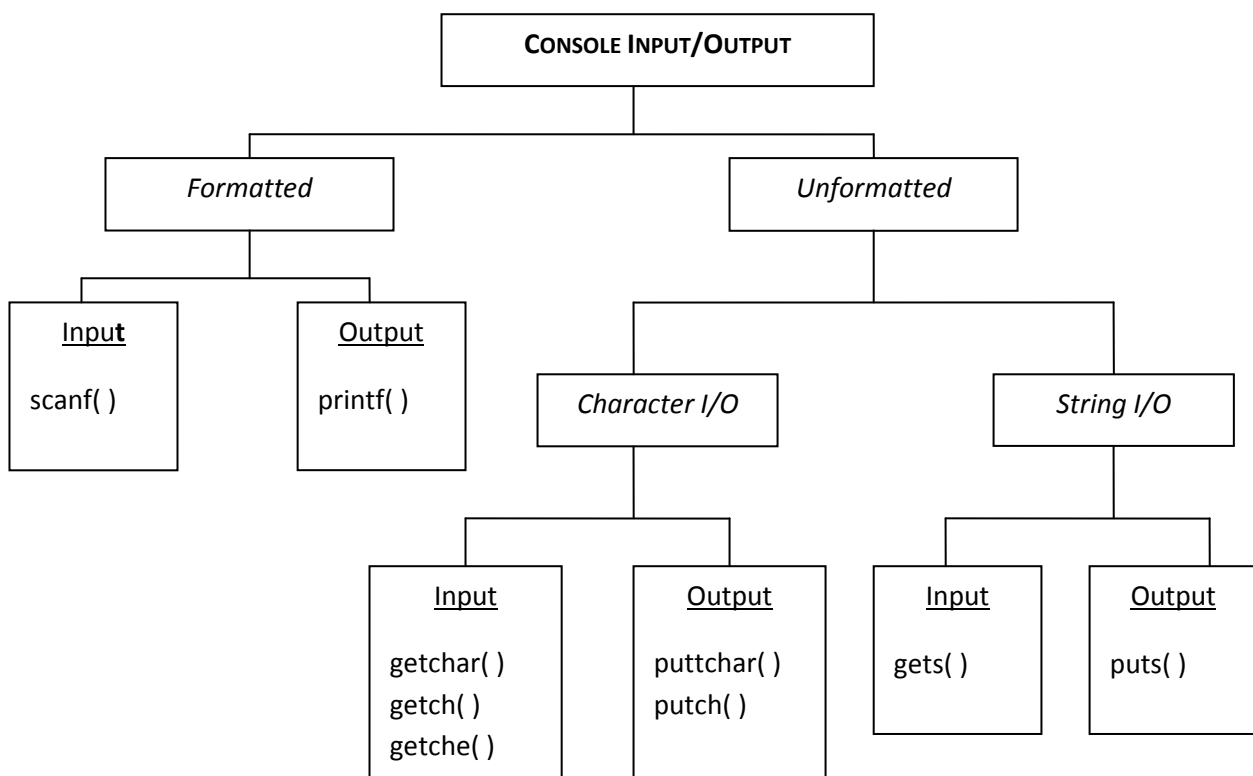 CONSOLE INPUT/OUTPUT
Formatted
Unformatted
Input
scanf( )
Output
printf( )
Character I/O
String I/O
Input
getchar( )
getch( )
getche( )
Output
puttchar( )
putch( )
Input
gets( )
Output
puts( )